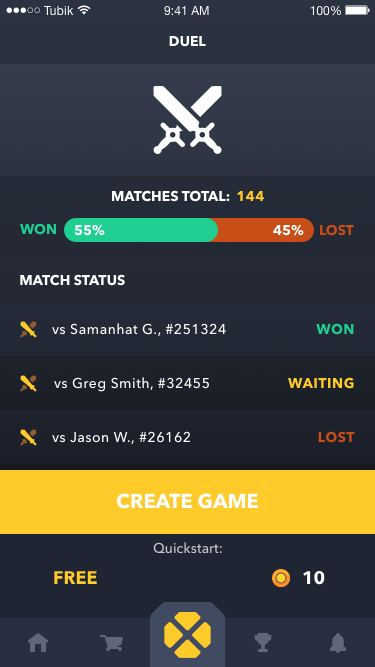 Tubik 9:41 AM 100%
DUEL
MATCHES TOTAL: 144
WON 55% 45% LOST
MATCH STATUS
vs Samanhat G., #251324 WON
vs Greg Smith, #32455 WAITING
vs Jason W., #26162 LOST
CREATE GAME
Quickstart:
FREE 10